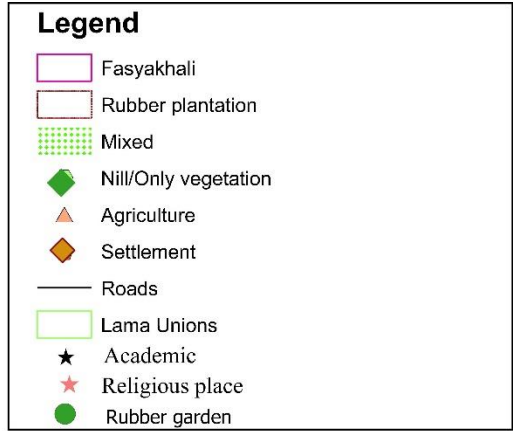 Legend
Fasyakhali
Rubber plantation
Mixed
Nill/Only vegetation
Agriculture
Settlement
Roads
Lama Unions
Academic
Religious place
Rubber garden